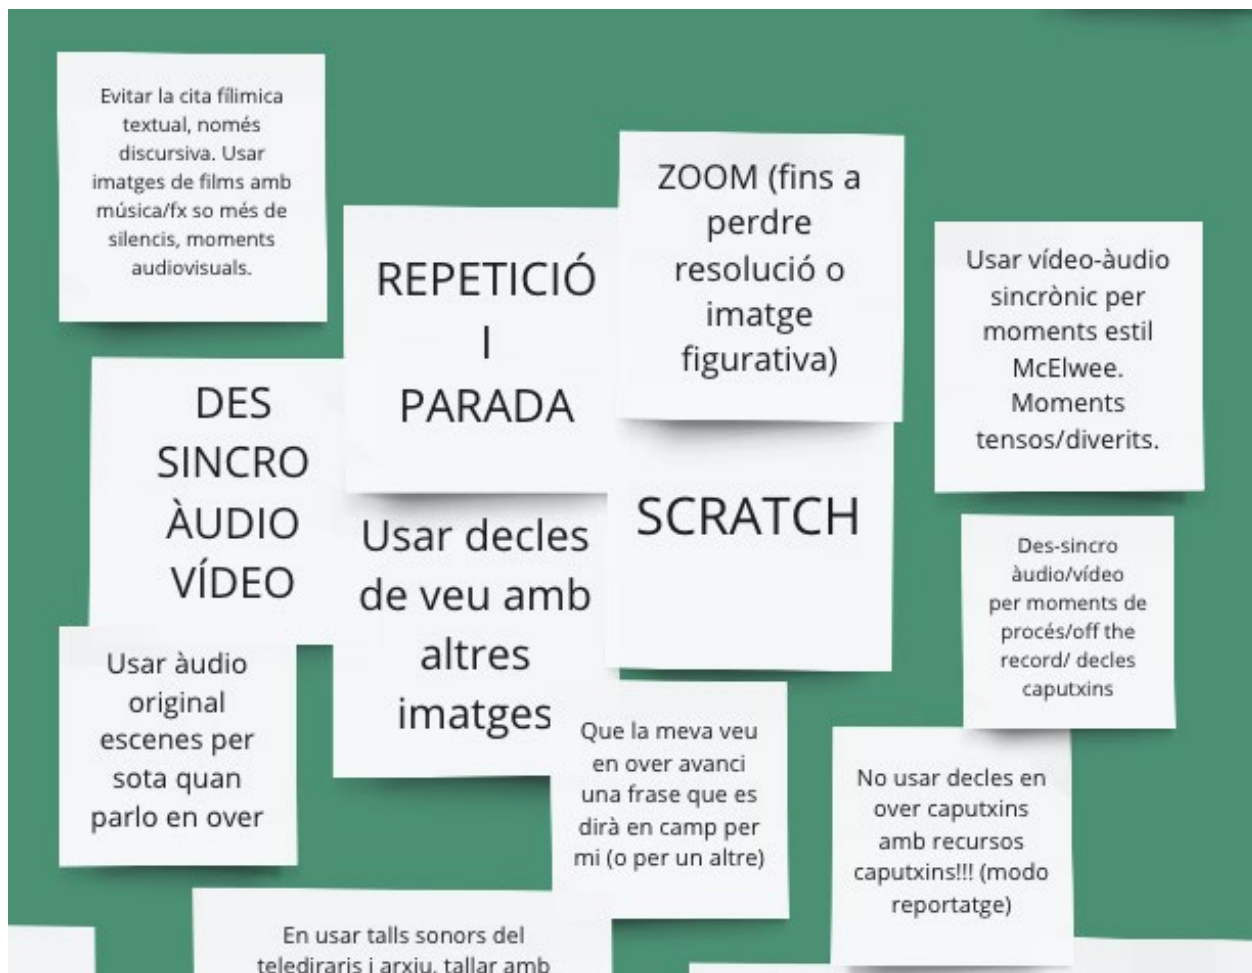 Evitar la cita fílimica
textual, només
discursiva. Usar
imatges de films amb
música/fx so més de
silencis, moments
audiovisuals.
REPETICIÓ
I
PARADA
ZOOM (fins a
perdre
resolució o
imatge
figurativa)
Usar vídeo-àudio
sincrònic per
moments estil
McElwee.
Moments
tensos/diverits.
DES
SINCRO
ÀUDIO
VÍDEO
Usar decles
de veu amb
altres
imatges
SCRATCH
Des-sincro
àudio/vídeo
per moments de
procés/off the
record/ decles
caputxins
Usar àudio
original
escenes per
sota quan
parlo en over
Que la meva veu
en over avanci
una frase que es
dirà en camp per
mi (o per un altre)
No usar decles en
over caputxins
amb recursos
caputxins!!! (modo
reportatge)
En usar talls sonors del
telediraris i arxiu, tallar amb